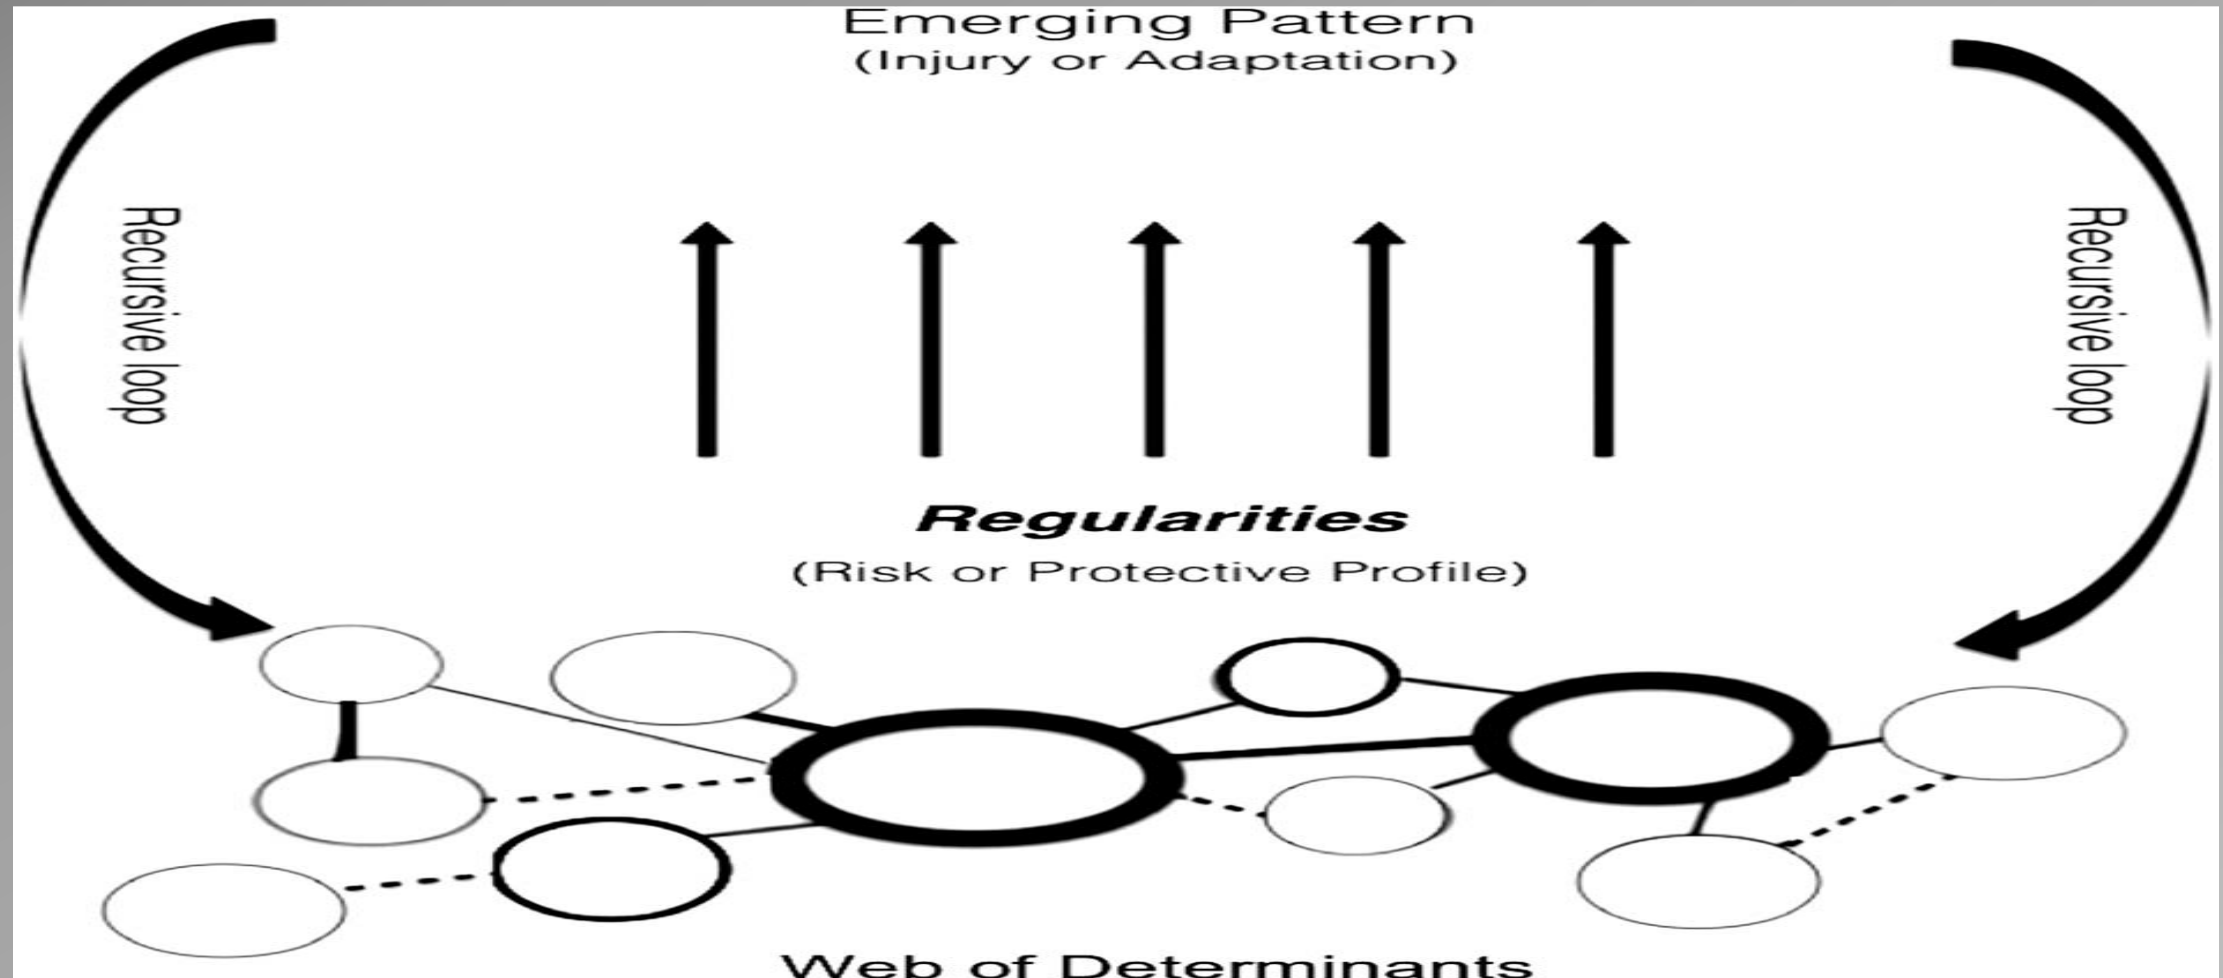 Emerging Pattern
(Injury or Adaptation)
Recursive loop
Recursive loop
Regularities
(Risk or Protective Profile)
Web of Determinants